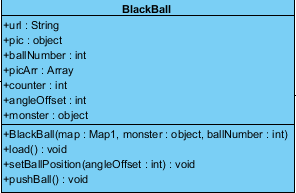 BlackBall
+url : String
+pic : object
+ballNumber : int
+picArr : Array
+counter : int
+angleOffset : int
+monster : object
+BlackBall(map : Map1, monster : object, ballNumber : int)
+load() : void
+setBallPosition(angleOffset : int) : void
+pushBall() : void